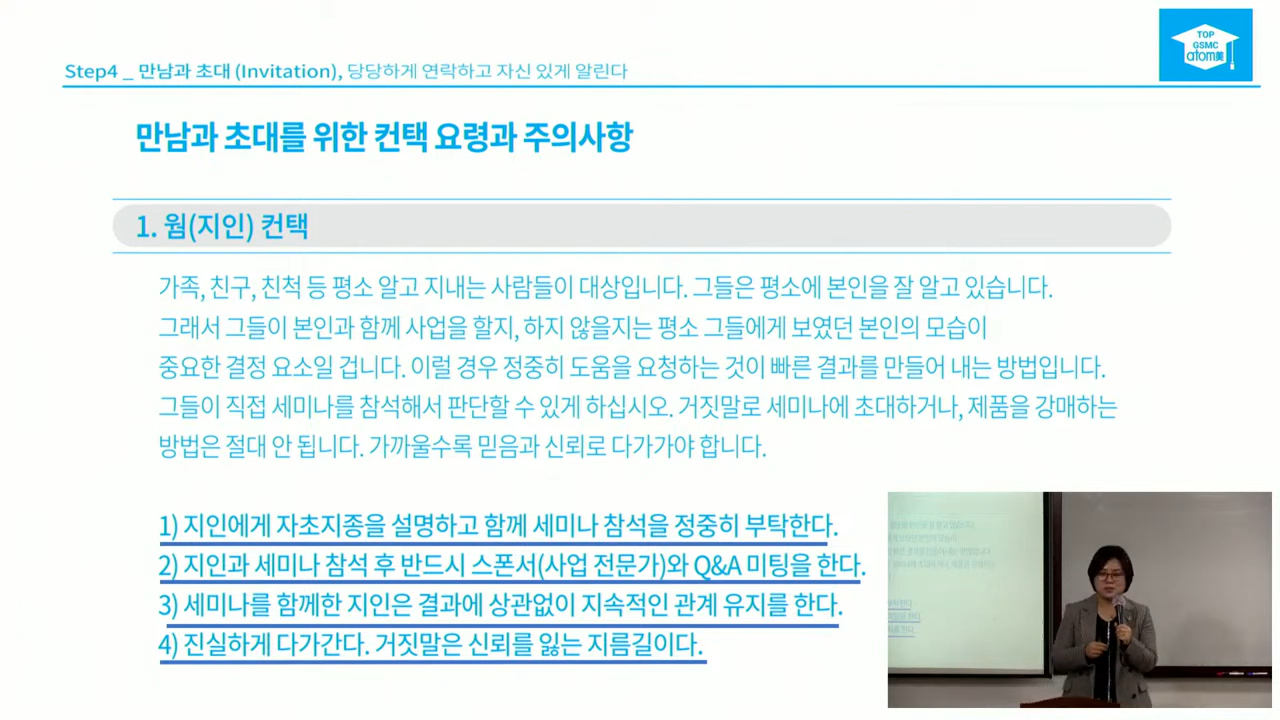 TOP
GSMC
atom美
Step4 _ 만남과 초대 (Invitation), 당당하게 연락하고 자신 있게 알린다
만남과 초대를 위한 컨택 요령과 주의사항
1. 웜(지인) 컨택
가족, 친구, 친척 등 평소 알고 지내는 사람들이 대상입니다. 그들은 평소에 본인을 잘 알고 있습니다.
그래서 그들이 본인과 함께 사업을 할지, 하지 않을지는 평소 그들에게 보였던 본인의 모습이
중요한 결정 요소일 겁니다. 이럴 경우 정중히 도움을 요청하는 것이 빠른 결과를 만들어 내는 방법입니다.
그들이 직접 세미나를 참석해서 판단할 수 있게 하십시오. 거짓말로 세미나에 초대하거나, 제품을 강매하는
방법은 절대 안 됩니다. 가까울수록 믿음과 신뢰로 다가가야 합니다.
1) 지인에게 자초지종을 설명하고 함께 세미나 참석을 정중히 부탁한다.
2) 지인과 세미나 참석 후 반드시 스폰서(사업 전문가)와 Q&A 미팅을 한다.
3) 세미나를 함께한 지인은 결과에 상관없이 지속적인 관계 유지를 한다.
4) 진실하게 다가간다. 거짓말은 신뢰를 잃는 지름길이다.